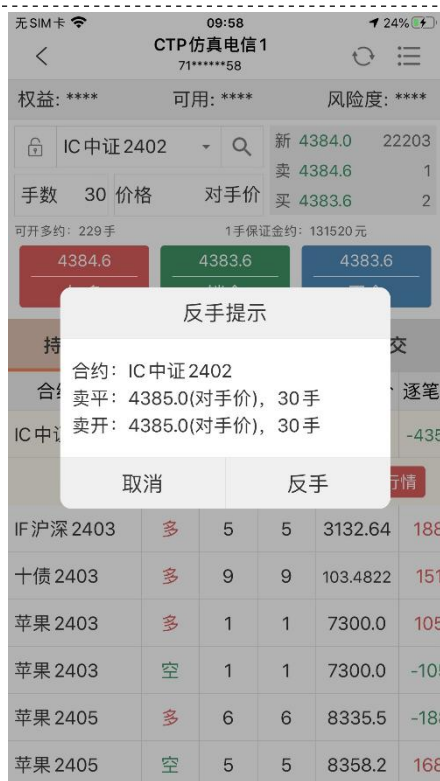 无SIM卡 09:58 24%
CTP仿真电信1
71******58
权益: **** 可用: **** 风险度: ****
IC中证2402 新 4384.0 22203
卖 4384.6 1
手数 30 价格 对手价 买 4383.6 2
可开多约: 229手 1手保证金约: 131520元
4384.6 4383.6 4383.6
反手提示
持 交
合约: IC中证2402
卖平: 4385.0(对手价), 30手
卖开: 4385.0(对手价), 30手
逐笔
IC中 -435
取消 反手
IF沪深2403 多 5 5 3132.64 188
十债2403 多 9 9 103.4822 151
苹果2403 多 1 1 7300.0 105
苹果2403 空 1 1 7300.0 -105
苹果2405 多 6 6 8335.5 -188
苹果2405 空 5 5 8358.2 168